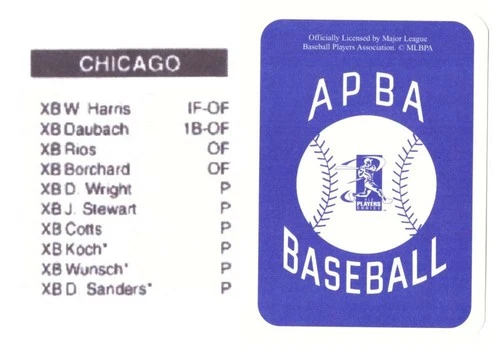 CHICAGO
XB W. Harris IF-OF
XB Daubach 1B-OF
XB Rios OF
XB Borchard OF
XB D. Wright P
XB J. Stewart P
XB Cotts P
XB Koch* P
XB Wunsch* P
XB D. Sanders* P
Officially Licensed by Major League
Baseball Players Association. © MLBPA
APBA
PLAYERS
CHOICE
BASEBALL